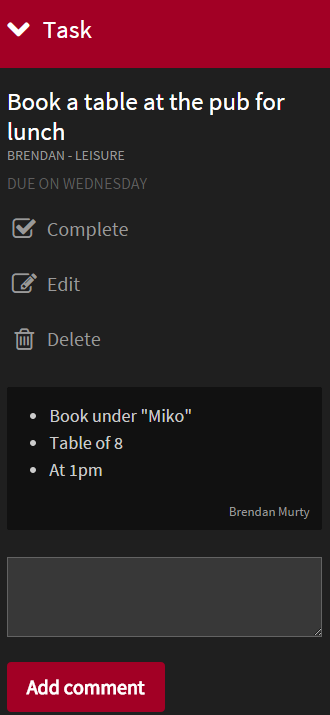 Task
Book a table at the pub for
lunch
BRENDAN - LEISURE
DUE ON WEDNESDAY
Complete
Edit
Delete
• Book under "Miko"
• Table of 8
• At 1pm
Brendan Murty
Add comment